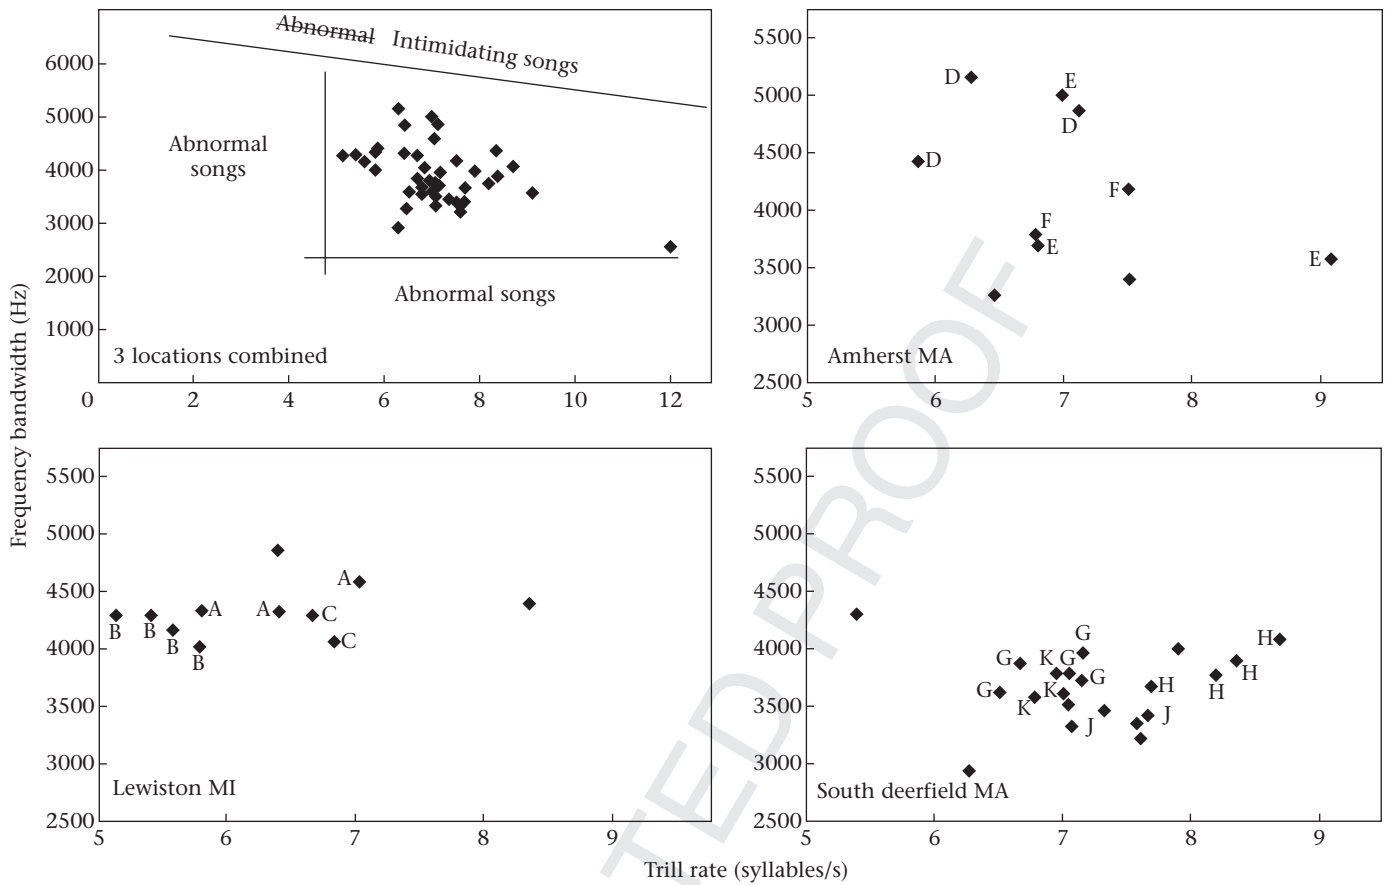 ~~Abnormal~~ Intimidating songs
6000
5000
4000
3000
2000
1000
Abnormal
songs
Abnormal songs
3 locations combined
0 2 4 6 8 10 12
5500
5000
4500
4000
3500
3000
2500
D
E
D
D
F
F
E
E
Amherst MA
5 6 7 8 9
Frequency bandwidth (Hz)
5500
5000
4500
4000
3500
3000
2500
A
A A C
B B
B C
B
Lewiston MI
5 6 7 8 9
5500
5000
4500
4000
3500
3000
2500
G
G K G H
G H
G K H H
K
J J
South deerfield MA
5 6 7 8 9
Trill rate (syllables/s)
TED PROOF